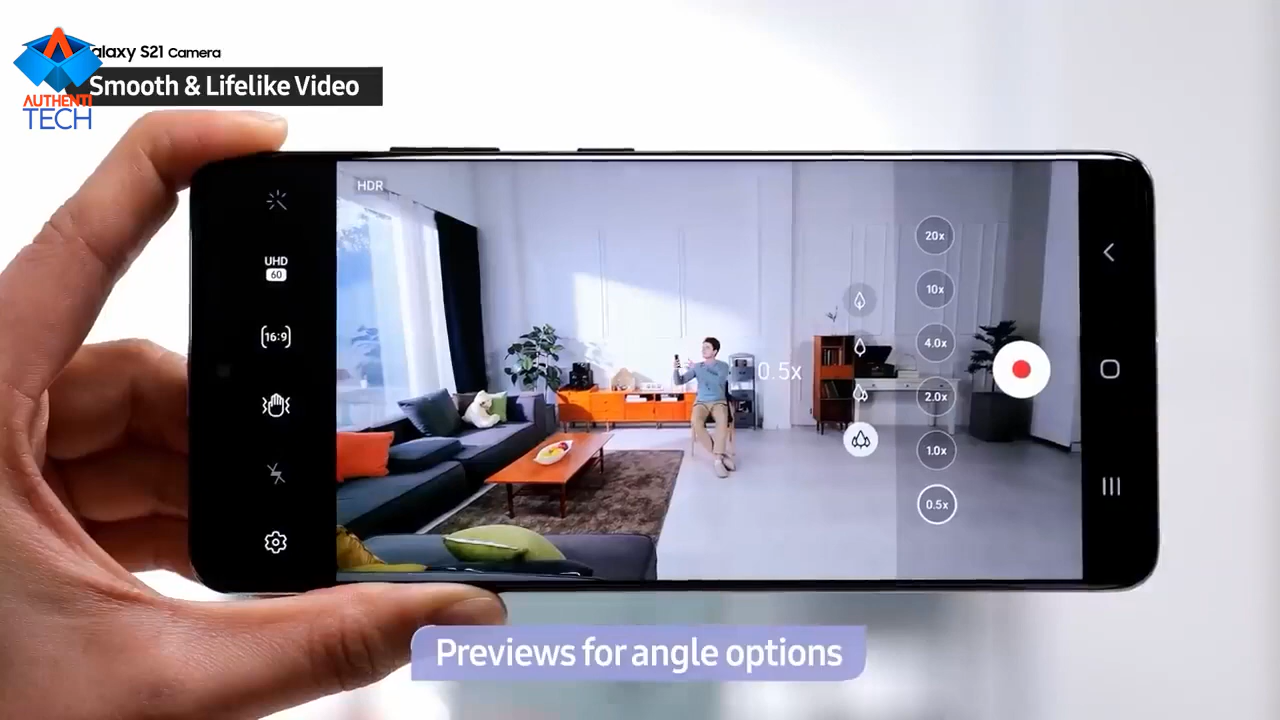 alaxy S21 Camera
Smooth & Lifelike Video
AUTHENTI
TECH
HDR
UHD
60
16:9
20x
10x
4.0x
2.0x
1.0x
0.5x
0.5x
Previews for angle options